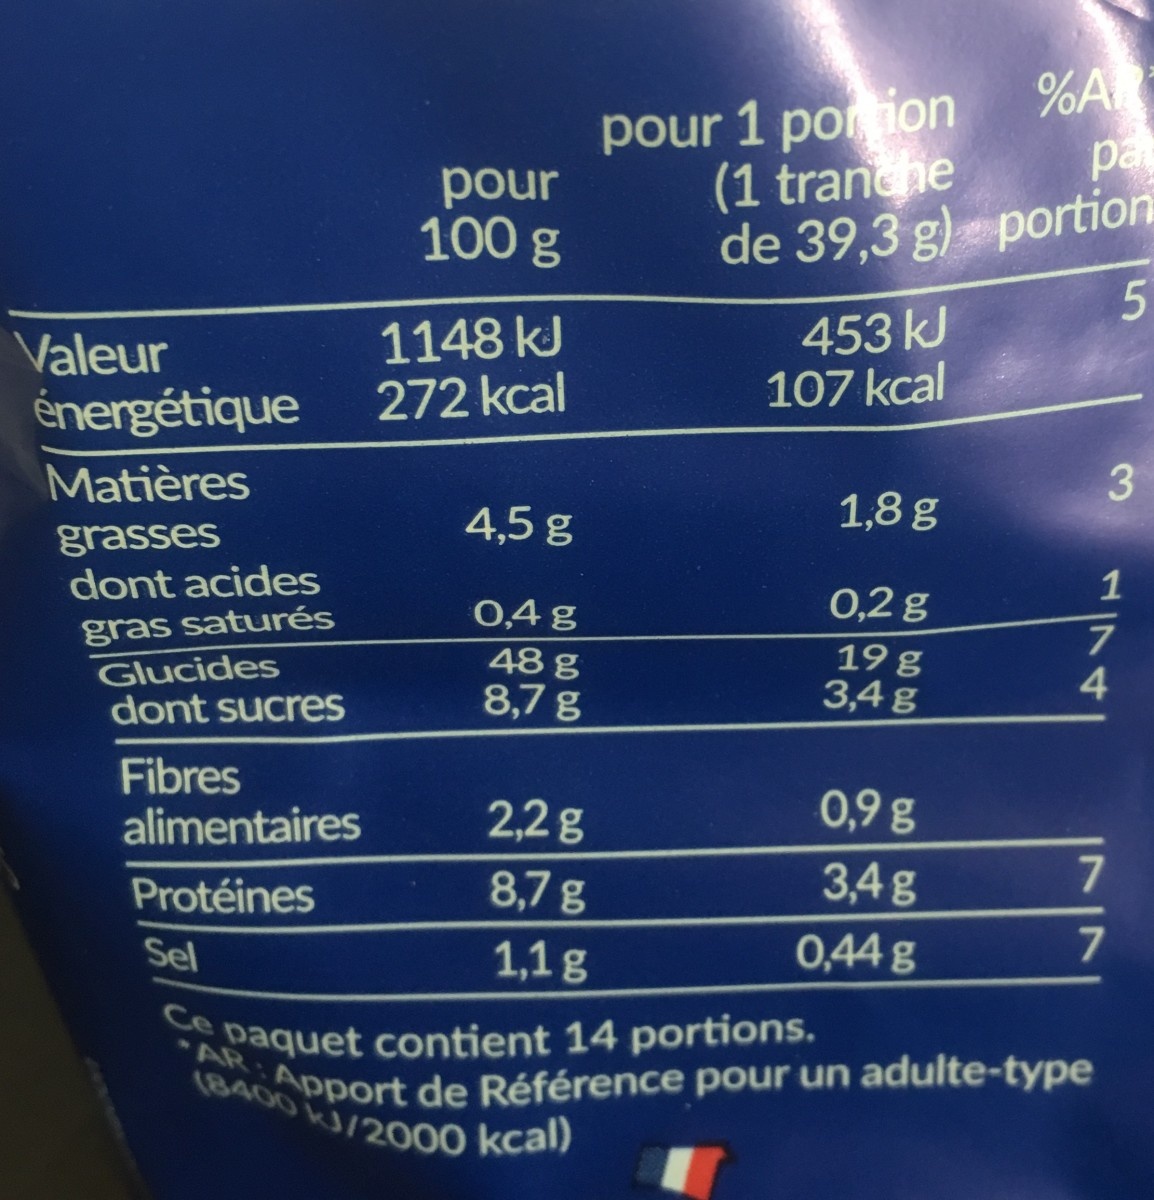 pour 100 g pour 1 portion (1 tranche de 39,3 g) %AR* par portion
Valeur 1148 kJ 453 kJ 5
énergétique 272 kcal 107 kcal
Matières
grasses 4,5 g 1,8 g 3
dont acides
gras saturés 0,4 g 0,2 g 1
Glucides 48 g 19 g 7
dont sucres 8,7 g 3,4 g 4
Fibres
alimentaires 2,2 g 0,9 g
Protéines 8,7 g 3,4 g 7
Sel 1,1 g 0,44 g 7
Ce paquet contient 14 portions.
*AR : Apport de Référence pour un adulte-type
(8400 kJ/2000 kcal)